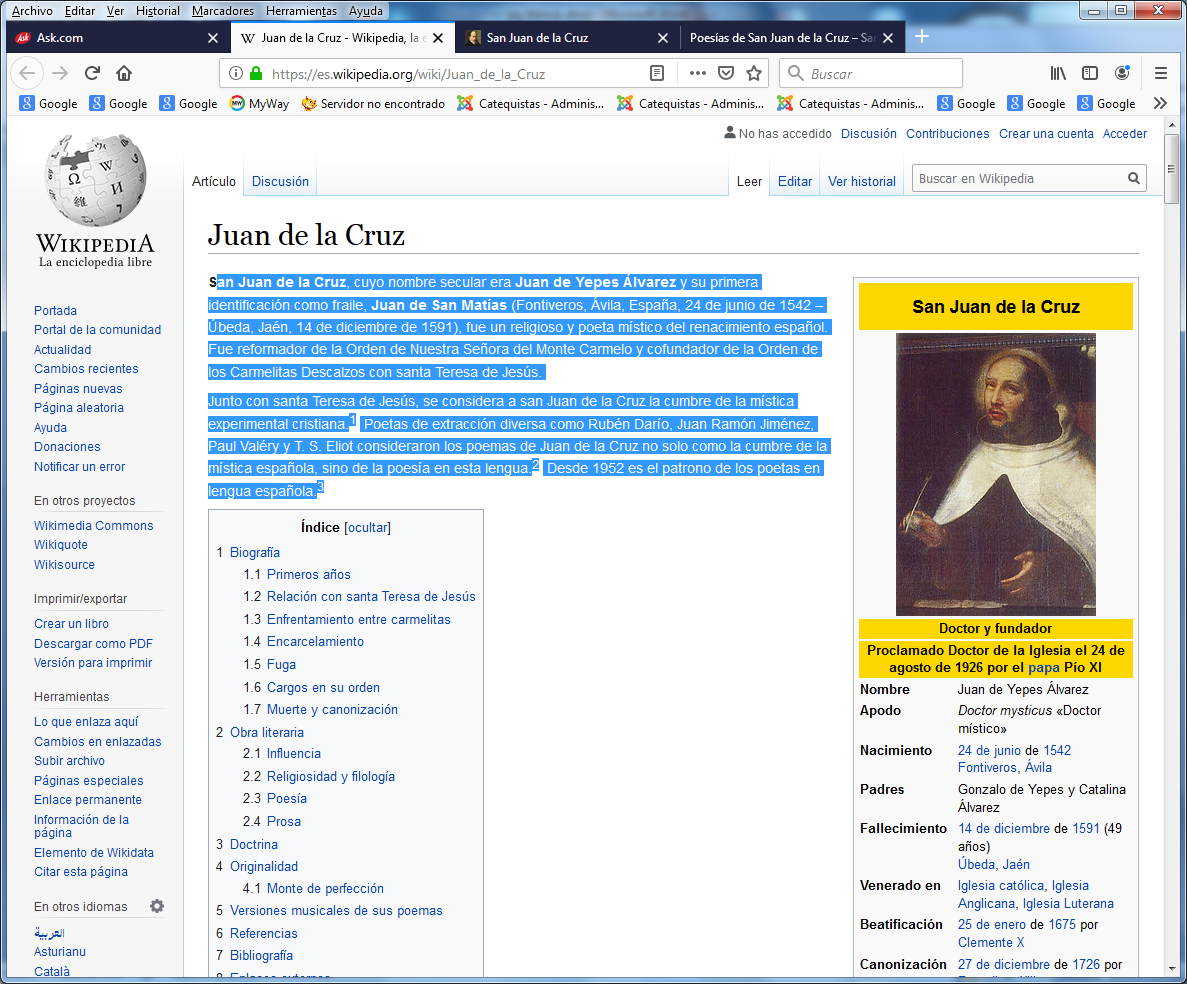 Archivo Editar Ver Historial Marcadores Herramientas Ayuda
Ask.com
Juan de la Cruz - Wikipedia, la e
San Juan de la Cruz
Poesías de San Juan de la Cruz – Sa
https://es.wikipedia.org/wiki/Juan_de_la_Cruz
Buscar
Google Google Google MyWay Servidor no encontrado Catequistas - Adminis... Catequistas - Adminis... Catequistas - Adminis... Google Google Google
No has accedido Discusión Contribuciones Crear una cuenta Acceder
Artículo Discusión Leer Editar Ver historial Buscar en Wikipedia
WIKIPEDIA
La enciclopedia libre
Portada
Portal de la comunidad
Actualidad
Cambios recientes
Páginas nuevas
Página aleatoria
Ayuda
Donaciones
Notificar un error
En otros proyectos
Wikimedia Commons
Wikiquote
Wikisource
Imprimir/exportar
Crear un libro
Descargar como PDF
Versión para imprimir
Herramientas
Lo que enlaza aquí
Cambios en enlazadas
Subir archivo
Páginas especiales
Enlace permanente
Información de la
página
Elemento de Wikidata
Citar esta página
En otros idiomas
العربية
Asturianu
Català
Juan de la Cruz
San Juan de la Cruz, cuyo nombre secular era Juan de Yepes Álvarez y su primera
identificación como fraile, Juan de San Matías (Fontiveros, Ávila, España, 24 de junio de 1542 –
Úbeda, Jaén, 14 de diciembre de 1591), fue un religioso y poeta místico del renacimiento español.
Fue reformador de la Orden de Nuestra Señora del Monte Carmelo y cofundador de la Orden de
los Carmelitas Descalzos con santa Teresa de Jesús.
Junto con santa Teresa de Jesús, se considera a san Juan de la Cruz la cumbre de la mística
experimental cristiana.1 Poetas de extracción diversa como Rubén Darío, Juan Ramón Jiménez,
Paul Valéry y T. S. Eliot consideraron los poemas de Juan de la Cruz no solo como la cumbre de la
mística española, sino de la poesía en esta lengua.2 Desde 1952 es el patrono de los poetas en
lengua española.3
Índice [ocultar]
1 Biografía
1.1 Primeros años
1.2 Relación con santa Teresa de Jesús
1.3 Enfrentamiento entre carmelitas
1.4 Encarcelamiento
1.5 Fuga
1.6 Cargos en su orden
1.7 Muerte y canonización
2 Obra literaria
2.1 Influencia
2.2 Religiosidad y filología
2.3 Poesía
2.4 Prosa
3 Doctrina
4 Originalidad
4.1 Monte de perfección
5 Versiones musicales de sus poemas
6 Referencias
7 Bibliografía
8 Enlaces externos
San Juan de la Cruz
Doctor y fundador
Proclamado Doctor de la Iglesia el 24 de
agosto de 1926 por el papa Pío XI
Nombre Juan de Yepes Álvarez
Apodo Doctor mysticus «Doctor
místico»
Nacimiento 24 de junio de 1542
Fontiveros, Ávila
Padres Gonzalo de Yepes y Catalina
Álvarez
Fallecimiento 14 de diciembre de 1591 (49
años)
Úbeda, Jaén
Venerado en Iglesia católica, Iglesia
Anglicana, Iglesia Luterana
Beatificación 25 de enero de 1675 por
Clemente X
Canonización 27 de diciembre de 1726 por